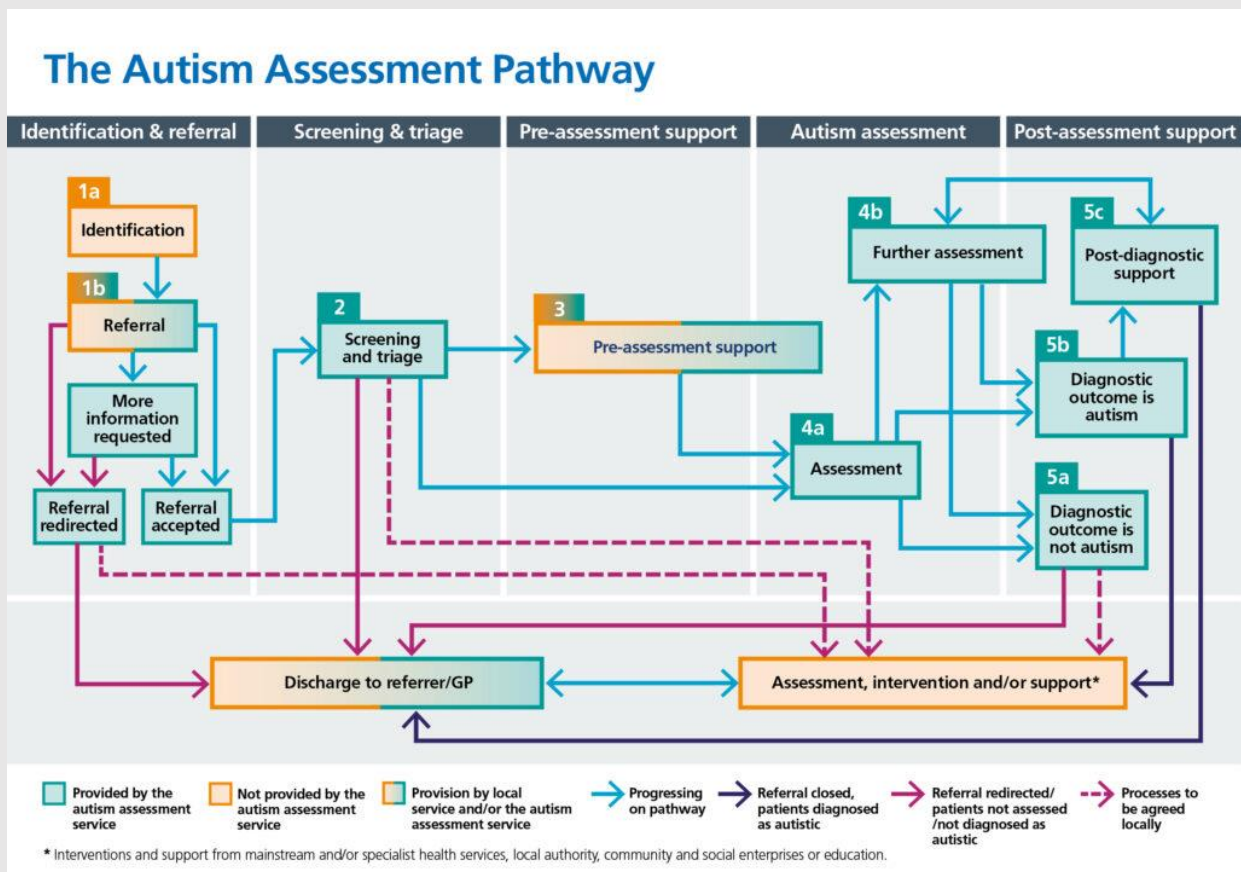 The Autism Assessment Pathway
Identification & referral
Screening & triage
Pre-assessment support
Autism assessment
Post-assessment support
1a
Identification
1b
Referral
More
information
requested
Referral
redirected
Referral
accepted
2
Screening
and triage
3
Pre-assessment support
4a
Assessment
4b
Further assessment
5c
Post-diagnostic
support
5b
Diagnostic
outcome is
autism
5a
Diagnostic
outcome is
not autism
Discharge to referrer/GP
Assessment, intervention and/or support*
Provided by the
autism assessment
service
Not provided by the
autism assessment
service
Provision by local
service and/or the autism
assessment service
Progressing
on pathway
Referral closed,
patients diagnosed
as autistic
Referral redirected/
patients not assessed
/not diagnosed as
autistic
Processes to
be agreed
locally
* Interventions and support from mainstream and/or specialist health services, local authority, community and social enterprises or education.